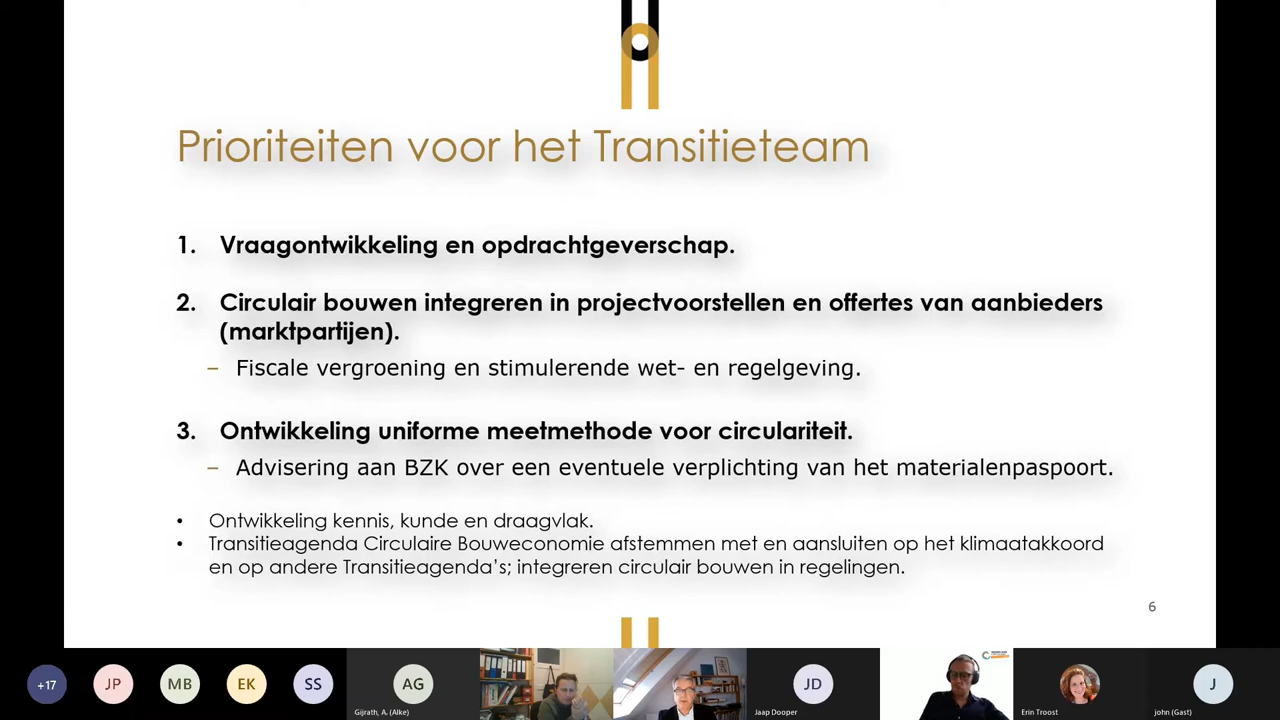 Prioriteiten voor het Transitieteam
1. Vraagontwikkeling en opdrachtgeverschap.
2. Circulair bouwen integreren in projectvoorstellen en offertes van aanbieders
(marktpartijen).
– Fiscale vergroening en stimulerende wet- en regelgeving.
3. Ontwikkeling uniforme meetmethode voor circulariteit.
– Advisering aan BZK over een eventuele verplichting van het materialenpaspoort.
• Ontwikkeling kennis, kunde en draagvlak.
• Transitieagenda Circulaire Bouweconomie afstemmen met en aansluiten op het klimaatakkoord
en op andere Transitieagenda's; integreren circulair bouwen in regelingen.
6
+17 JP MB EK SS AG JD J
Gijrath, A. (Alke) Jaap Dooper Erin Troost john (Gast)